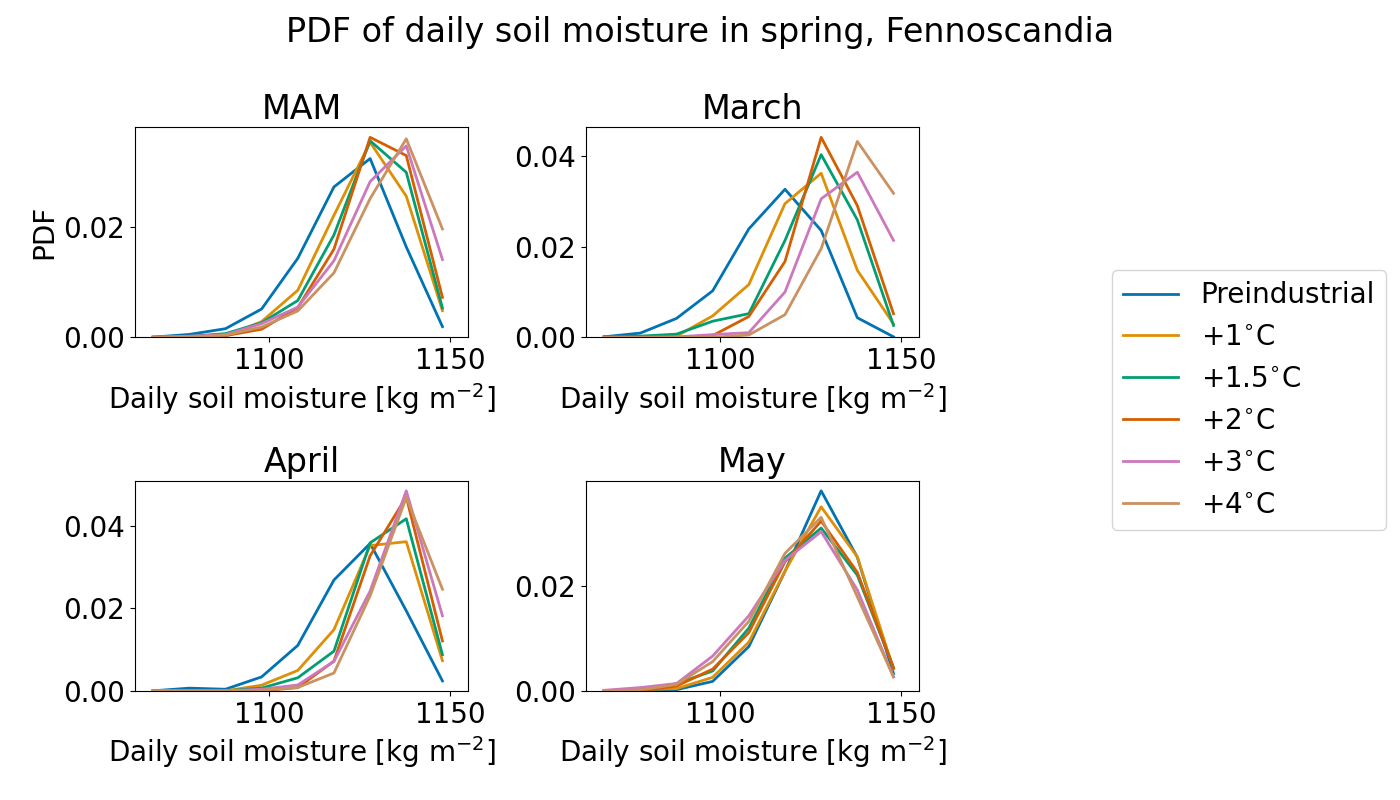 PDF of daily soil moisture in spring, Fennoscandia
MAM
PDF
0.02
0.00
1100
1150
Daily soil moisture [kg m⁻²]
March
0.04
0.02
0.00
1100
1150
Daily soil moisture [kg m⁻²]
April
0.04
0.02
0.00
1100
1150
Daily soil moisture [kg m⁻²]
May
0.02
0.00
1100
1150
Daily soil moisture [kg m⁻²]
Preindustrial
+1°C
+1.5°C
+2°C
+3°C
+4°C